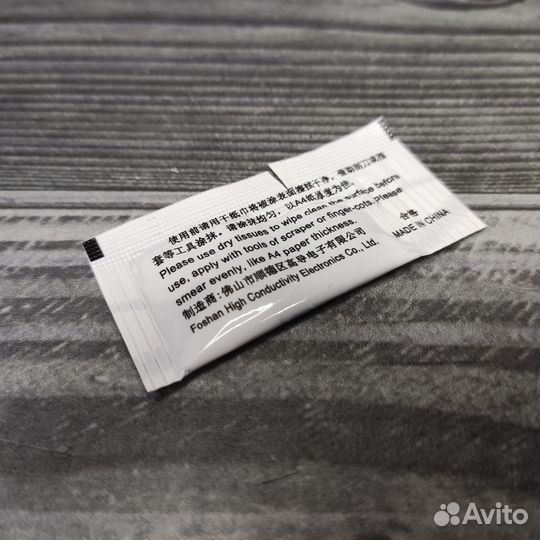 使用前请用干纸巾将被涂表面擦拭干净,借助刮刀或指
套等工具涂抹。请涂抹均匀,以A4纸厚度为佳。
Please use dry tissues to wipe clean the surface before
use, apply with tools of scraper or finger-cots. Please
smear evenly, like A4 paper thickness.
制造商:佛山市顺德区高导电子有限公司
Foshan High Conductivity Electronics Co., Ltd.
合格
MADE IN CHINA
Avito